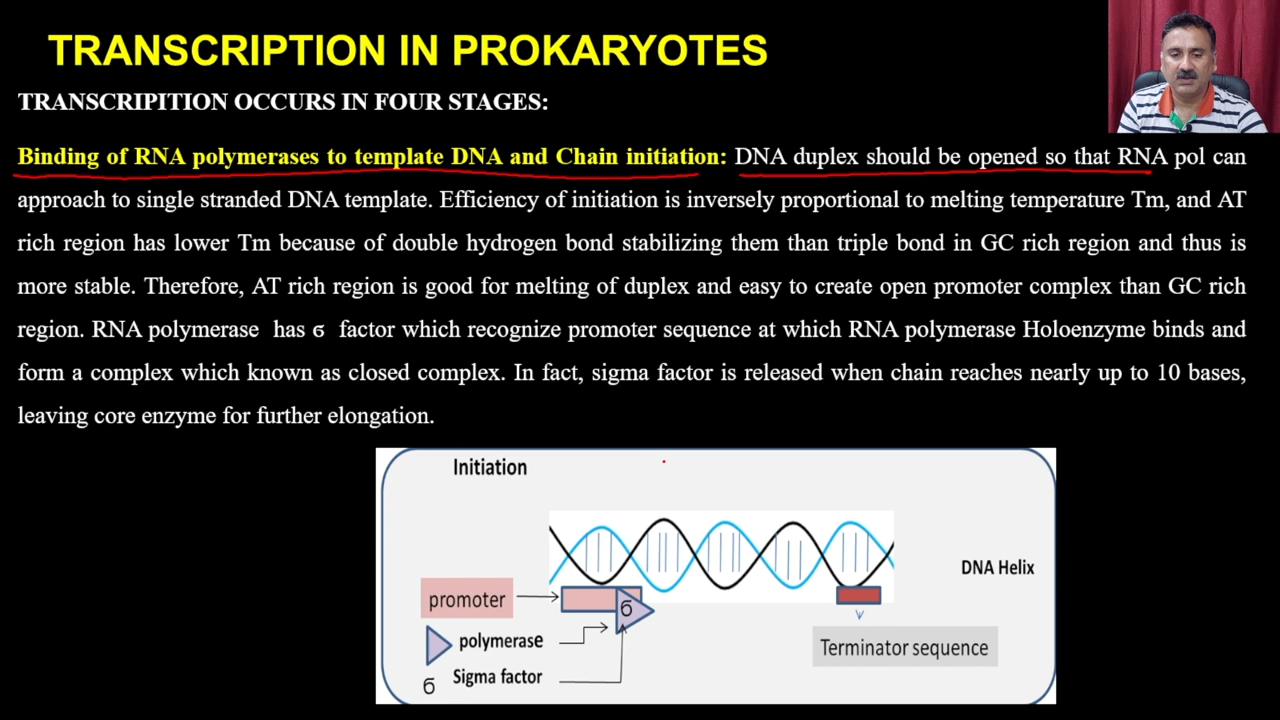 TRANSCRIPTION IN PROKARYOTES
TRANSCRIPITION OCCURS IN FOUR STAGES:
Binding of RNA polymerases to template DNA and Chain initiation: DNA duplex should be opened so that RNA pol can
approach to single stranded DNA template. Efficiency of initiation is inversely proportional to melting temperature Tm, and AT
rich region has lower Tm because of double hydrogen bond stabilizing them than triple bond in GC rich region and thus is
more stable. Therefore, AT rich region is good for melting of duplex and easy to create open promoter complex than GC rich
region. RNA polymerase has ϭ factor which recognize promoter sequence at which RNA polymerase Holoenzyme binds and
form a complex which known as closed complex. In fact, sigma factor is released when chain reaches nearly up to 10 bases,
leaving core enzyme for further elongation.
Initiation
DNA Helix
promoter
б
polymerase
Terminator sequence
б Sigma factor